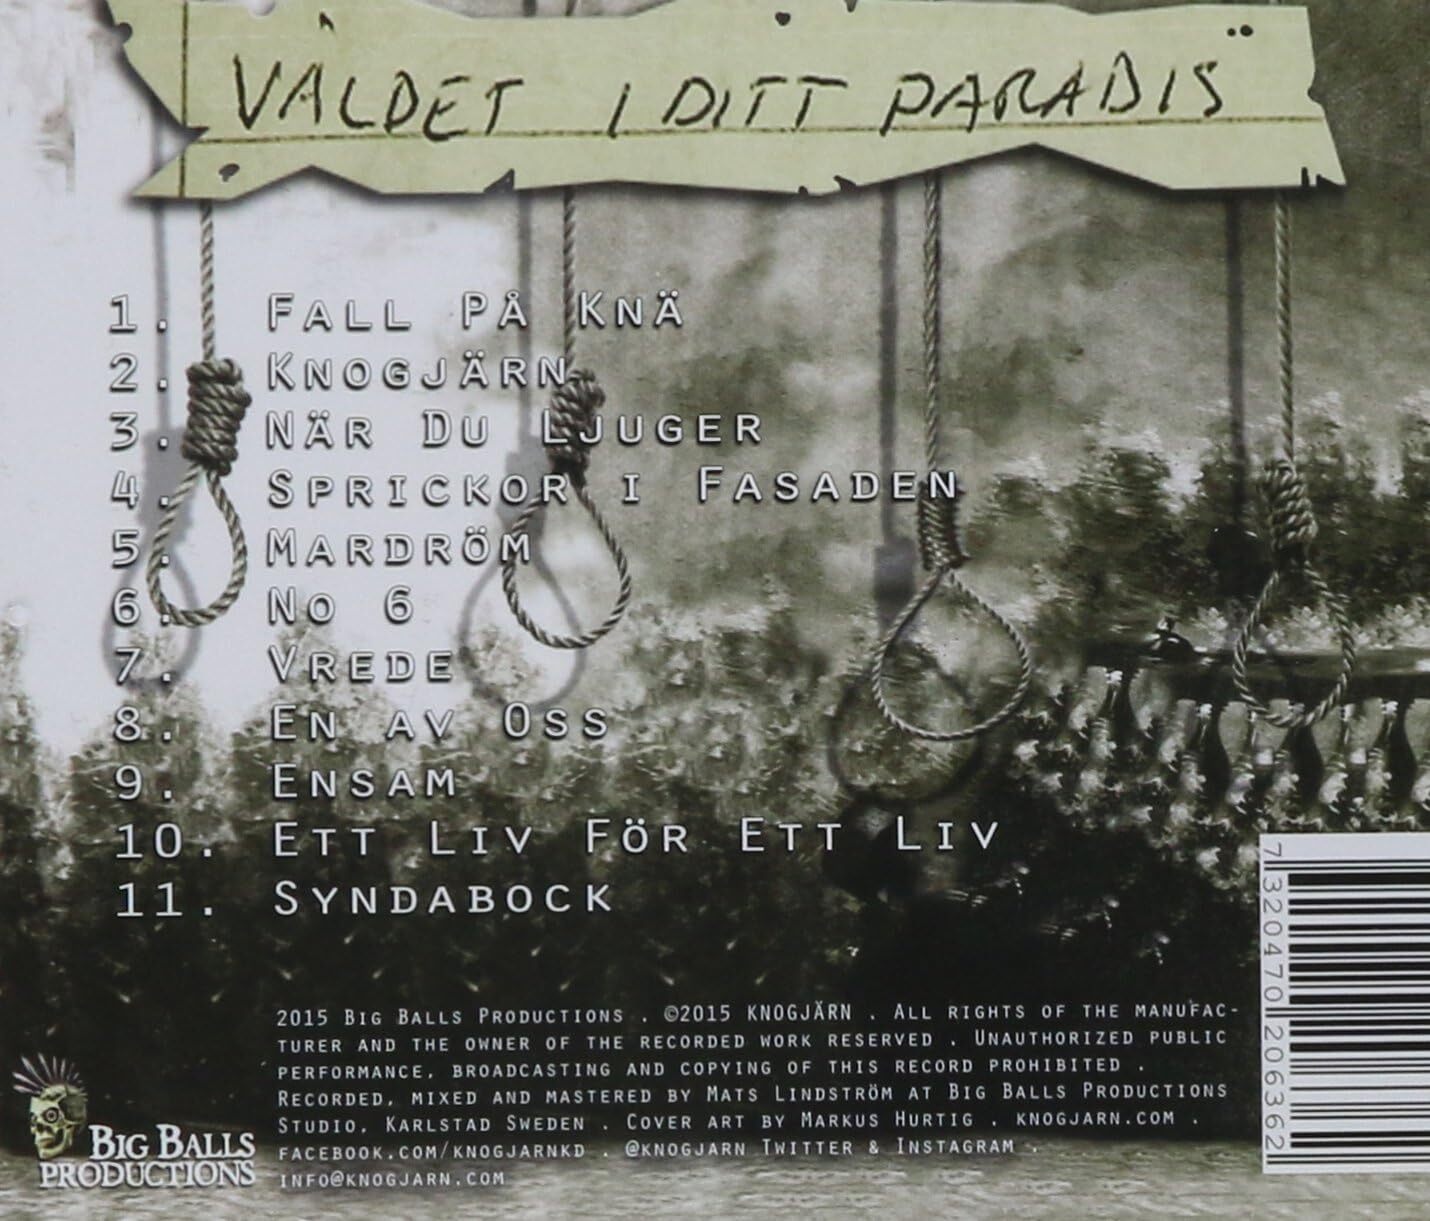 VÅLDET I DITT PARADIS
1. FALL PÅ KNÄ
2. KNOGJÄRN
3. NÄR DU LJUGER
4. SPRICKOR I FASADEN
5. MARDRÖM
6. NO 6
7. VREDE
8. EN AV OSS
9. ENSAM
10. ETT LIV FÖR ETT LIV
11. SYNDABOCK
2015 BIG BALLS PRODUCTIONS . ©2015 KNOGJÄRN . ALL RIGHTS OF THE MANUFAC-
TURER AND THE OWNER OF THE RECORDED WORK RESERVED . UNAUTHORIZED PUBLIC
PERFORMANCE, BROADCASTING AND COPYING OF THIS RECORD PROHIBITED .
RECORDED, MIXED AND MASTERED BY MATS LINDSTRÖM AT BIG BALLS PRODUCTIONS
STUDIO, KARLSTAD SWEDEN . COVER ART BY MARKUS HURTIG . KNOGJARN.COM .
FACEBOOK.COM/KNOGJARNKD . @KNOGJARN TWITTER & INSTAGRAM .
INFO@KNOGJARN.COM
BIG BALLS
PRODUCTIONS
7320470206362